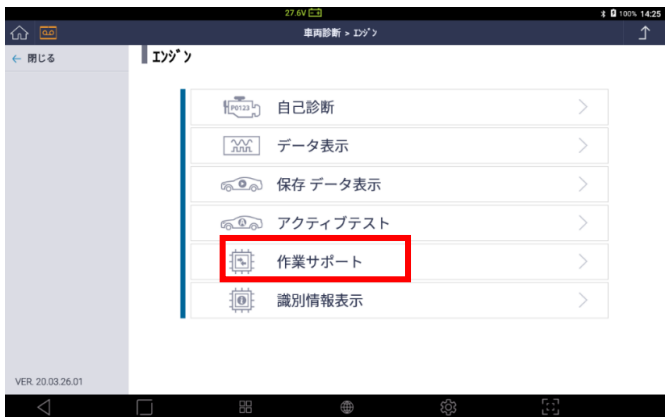 27.6V
100% 14:25
車両診断 > ｴﾝｼﾞﾝ
← 閉じる
ｴﾝｼﾞﾝ
P0123
自己診断
データ表示
保存 データ表示
アクティブテスト
作業サポート
識別情報表示
VER. 20.03.26.01